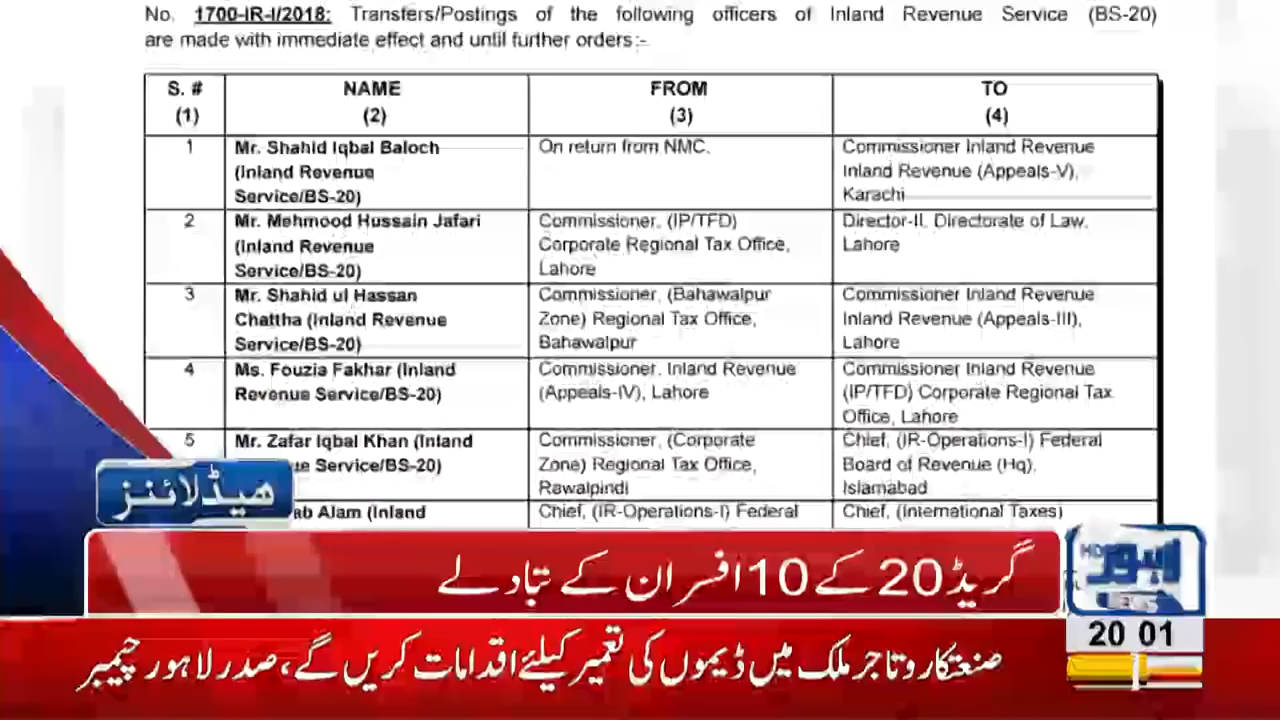 No. 1700-IR-I/2018: Transfers/Postings of the following officers of Inland Revenue Service (BS-20)
are made with immediate effect and until further orders:-
S. # NAME FROM TO
(1) (2) (3) (4)
1 Mr. Shahid Iqbal Baloch On return from NMC. Commissioner Inland Revenue
(Inland Revenue Inland Revenue (Appeals-V),
Service/BS-20) Karachi
2 Mr. Mehmood Hussain Jafari Commissioner, (IP/TFD) Director-II, Directorate of Law,
(Inland Revenue Corporate Regional Tax Office, Lahore
Service/BS-20) Lahore
3 Mr. Shahid ul Hassan Commissioner, (Bahawalpur Commissioner Inland Revenue
Chattha (Inland Revenue Zone) Regional Tax Office, Inland Revenue (Appeals-III),
Service/BS-20) Bahawalpur Lahore
4 Ms. Fouzia Fakhar (Inland Commissioner, Inland Revenue Commissioner Inland Revenue
Revenue Service/BS-20) (Appeals-IV), Lahore (IP/TFD) Corporate Regional Tax
Office, Lahore
5 Mr. Zafar Iqbal Khan (Inland Commissioner, (Corporate Chief, (IR-Operations-I) Federal
Service/BS-20) Zone) Regional Tax Office, Board of Revenue (Hq),
Rawalpindi Islamabad
Alam (Inland Chief, (IR-Operations-I) Federal Chief, (International Taxes)
ہیڈلائنز
گریڈ20 کے 10 افسران کے تبادلے
لاہور
HD
NEWS
20 01
صنعتکار و تاجر ملک میں ڈیموں کی تعمیر کیلئے اقدامات کریں گے، صدر لاہور چیمبر